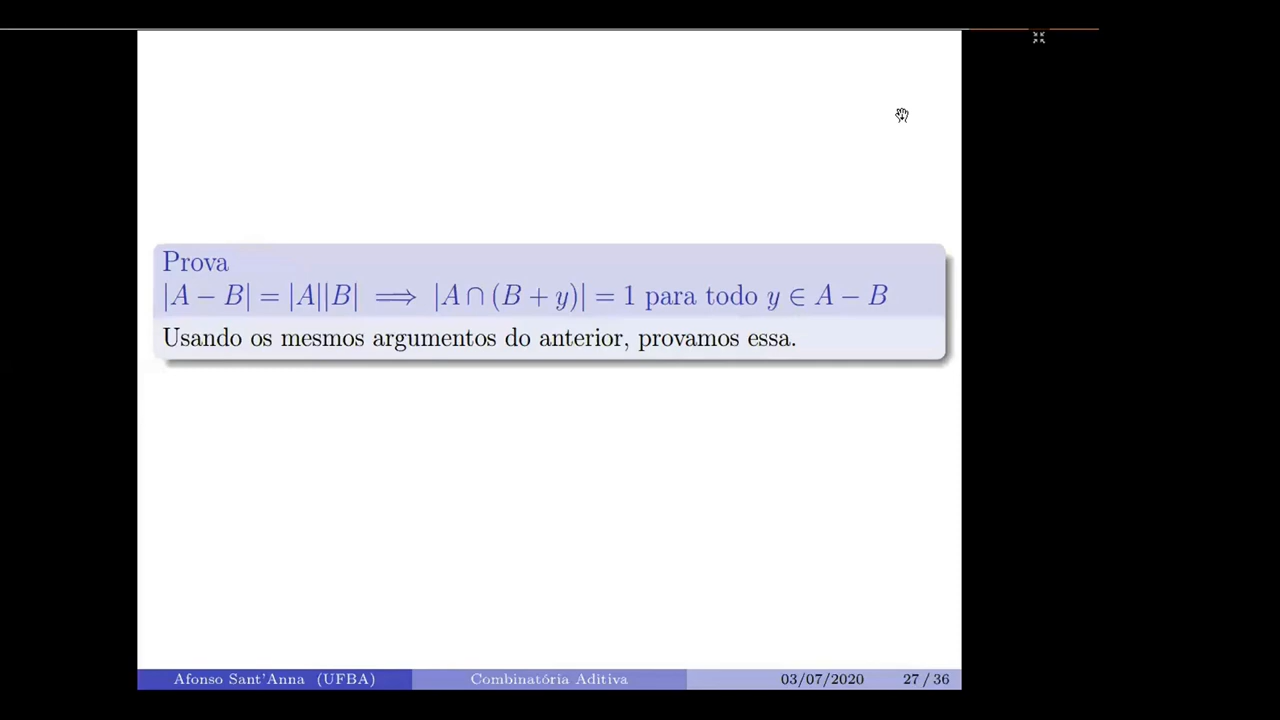 Prova
|A − B| = |A||B| ⟹ |A ∩ (B + y)| = 1 para todo y ∈ A − B
Usando os mesmos argumentos do anterior, provamos essa.
Afonso Sant'Anna (UFBA) Combinatória Aditiva 03/07/2020 27 / 36